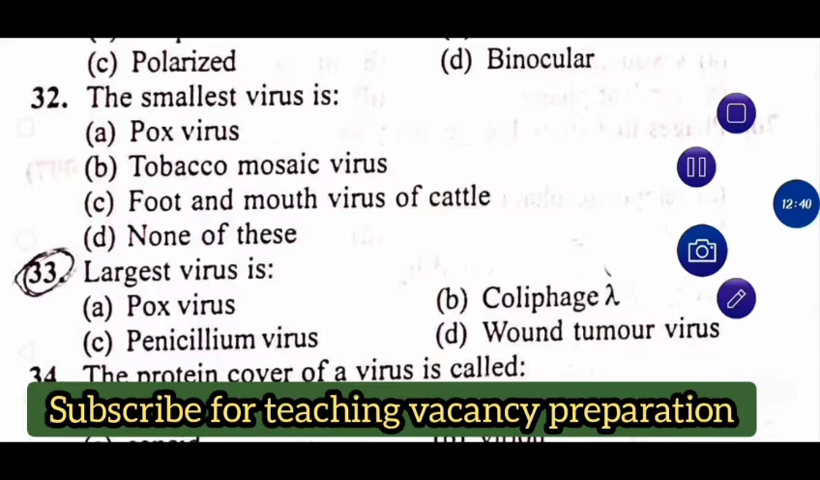 (c) Polarized (d) Binocular
32. The smallest virus is:
(a) Pox virus
(b) Tobacco mosaic virus
(c) Foot and mouth virus of cattle
(d) None of these
33. Largest virus is:
(a) Pox virus (b) Coliphage λ
(c) Penicillium virus (d) Wound tumour virus
34. The protein cover of a virus is called:
Subscribe for teaching vacancy preparation
12:40